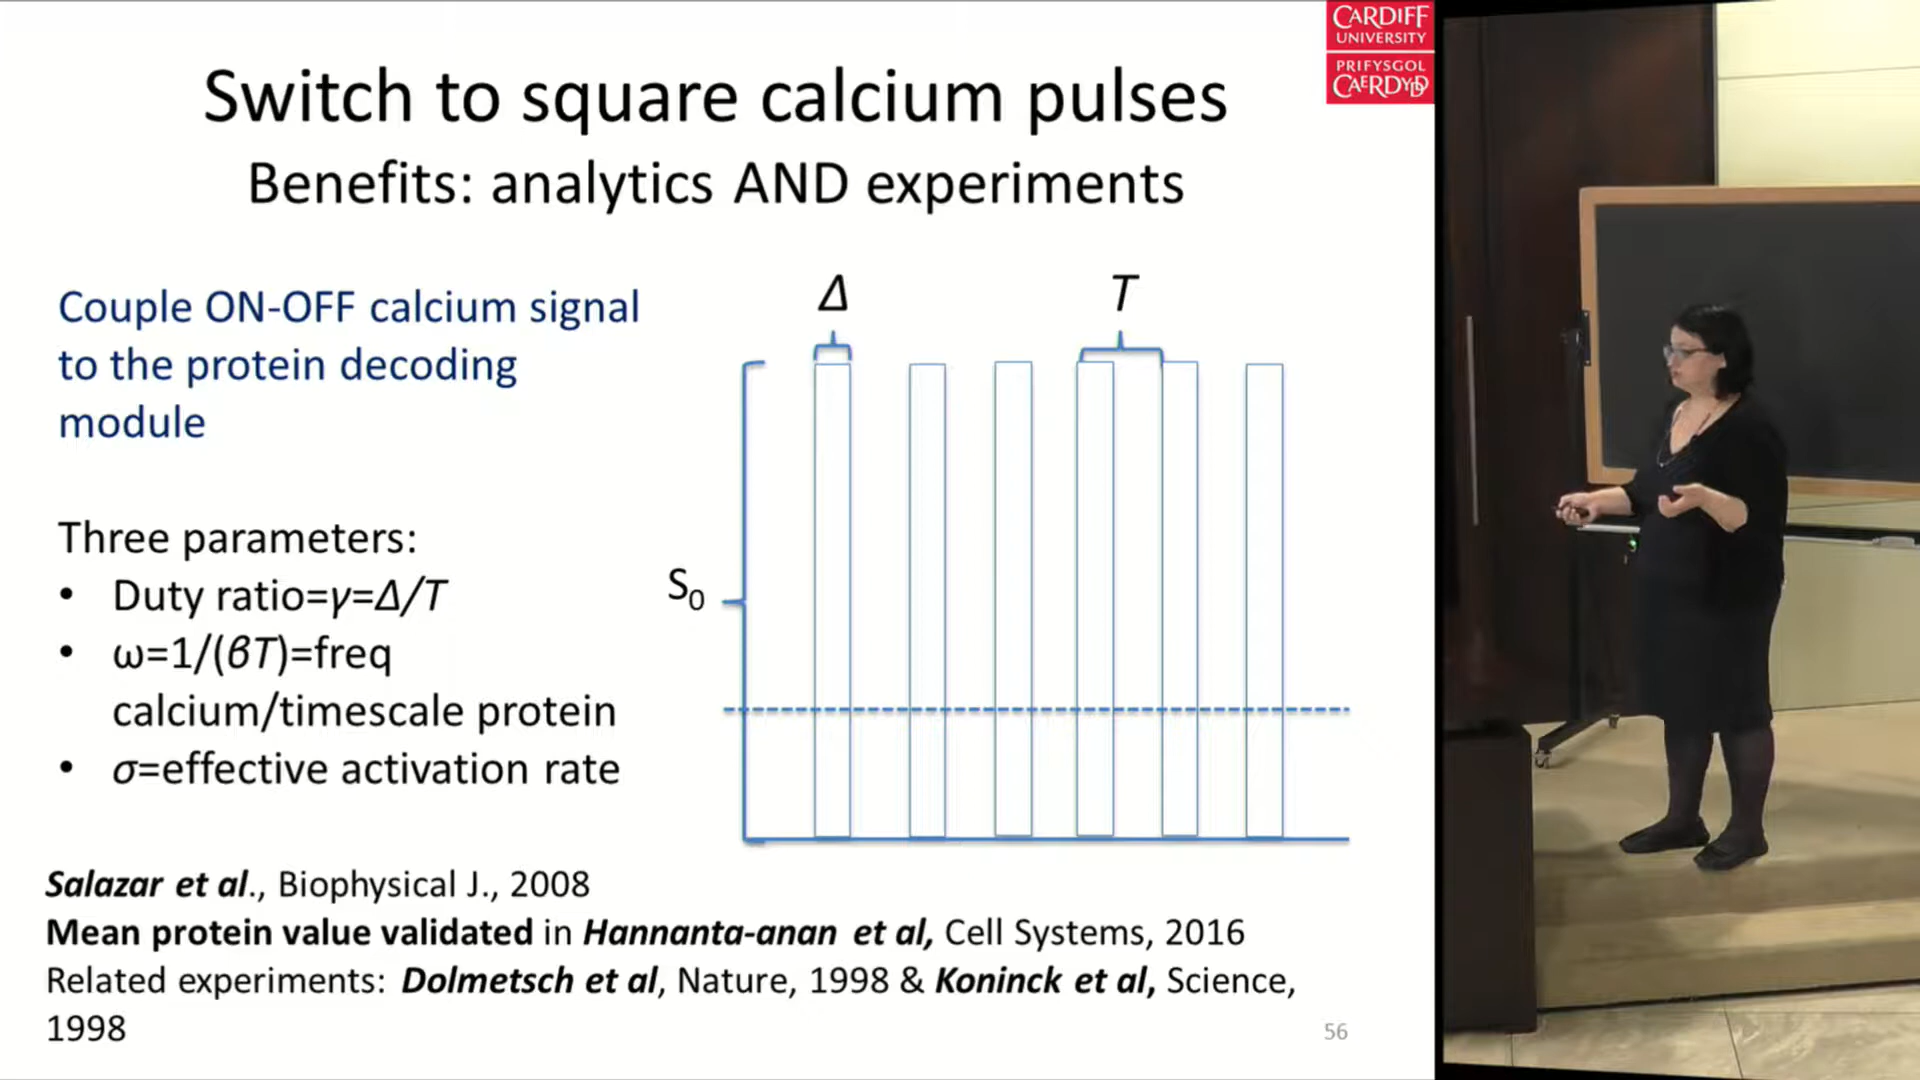 CARDIFF
UNIVERSITY
PRIFYSGOL
CAERDYDD
Switch to square calcium pulses
Benefits: analytics AND experiments
Couple ON-OFF calcium signal
to the protein decoding
module
Three parameters:
• Duty ratio=γ=Δ/T
• ω=1/(βT)=freq
calcium/timescale protein
• σ=effective activation rate
Δ
T
S₀
Salazar et al., Biophysical J., 2008
Mean protein value validated in Hannanta-anan et al, Cell Systems, 2016
Related experiments: Dolmetsch et al, Nature, 1998 & Koninck et al, Science,
1998
56